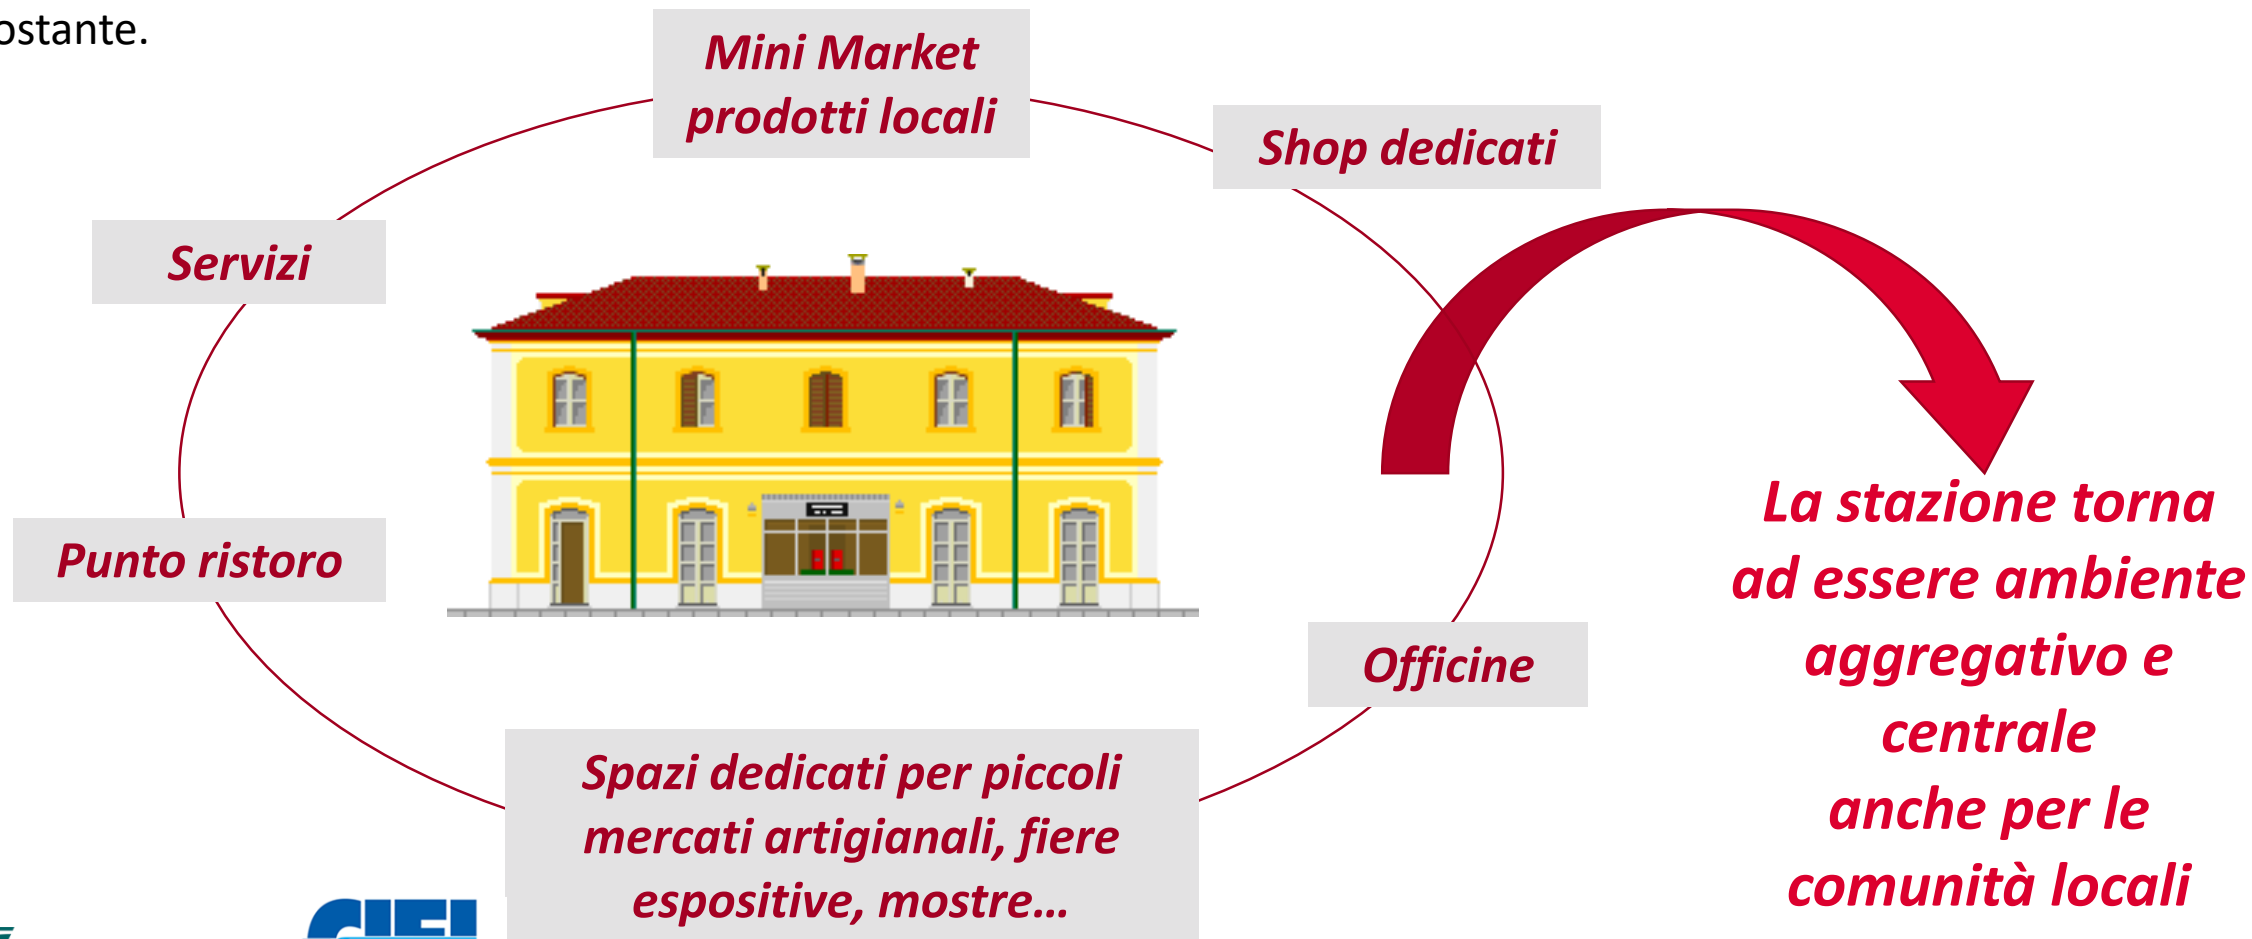 Mini Market
prodotti locali
Shop dedicati
Servizi
Punto ristoro
Officine
Spazi dedicati per piccoli
mercati artigianali, fiere
espositive, mostre...
La stazione torna
ad essere ambiente
aggregativo e
centrale
anche per le
comunità locali